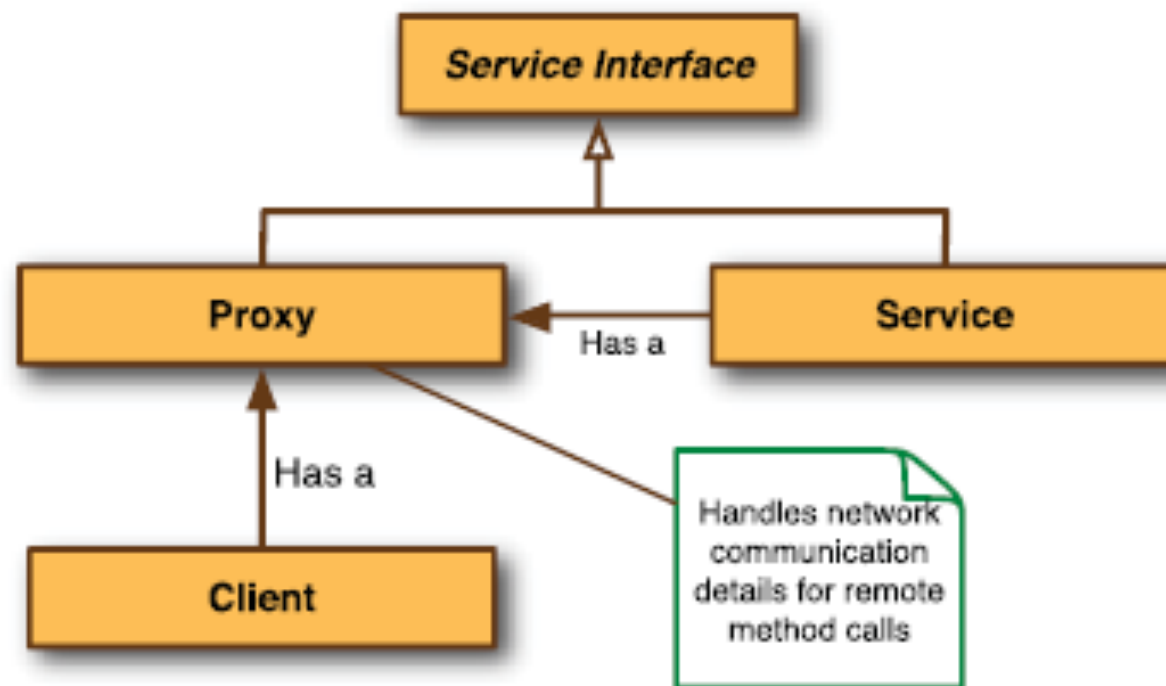 Service Interface
Proxy
Has a
Service
Has a
Client
Handles network
communication
details for remote
method calls